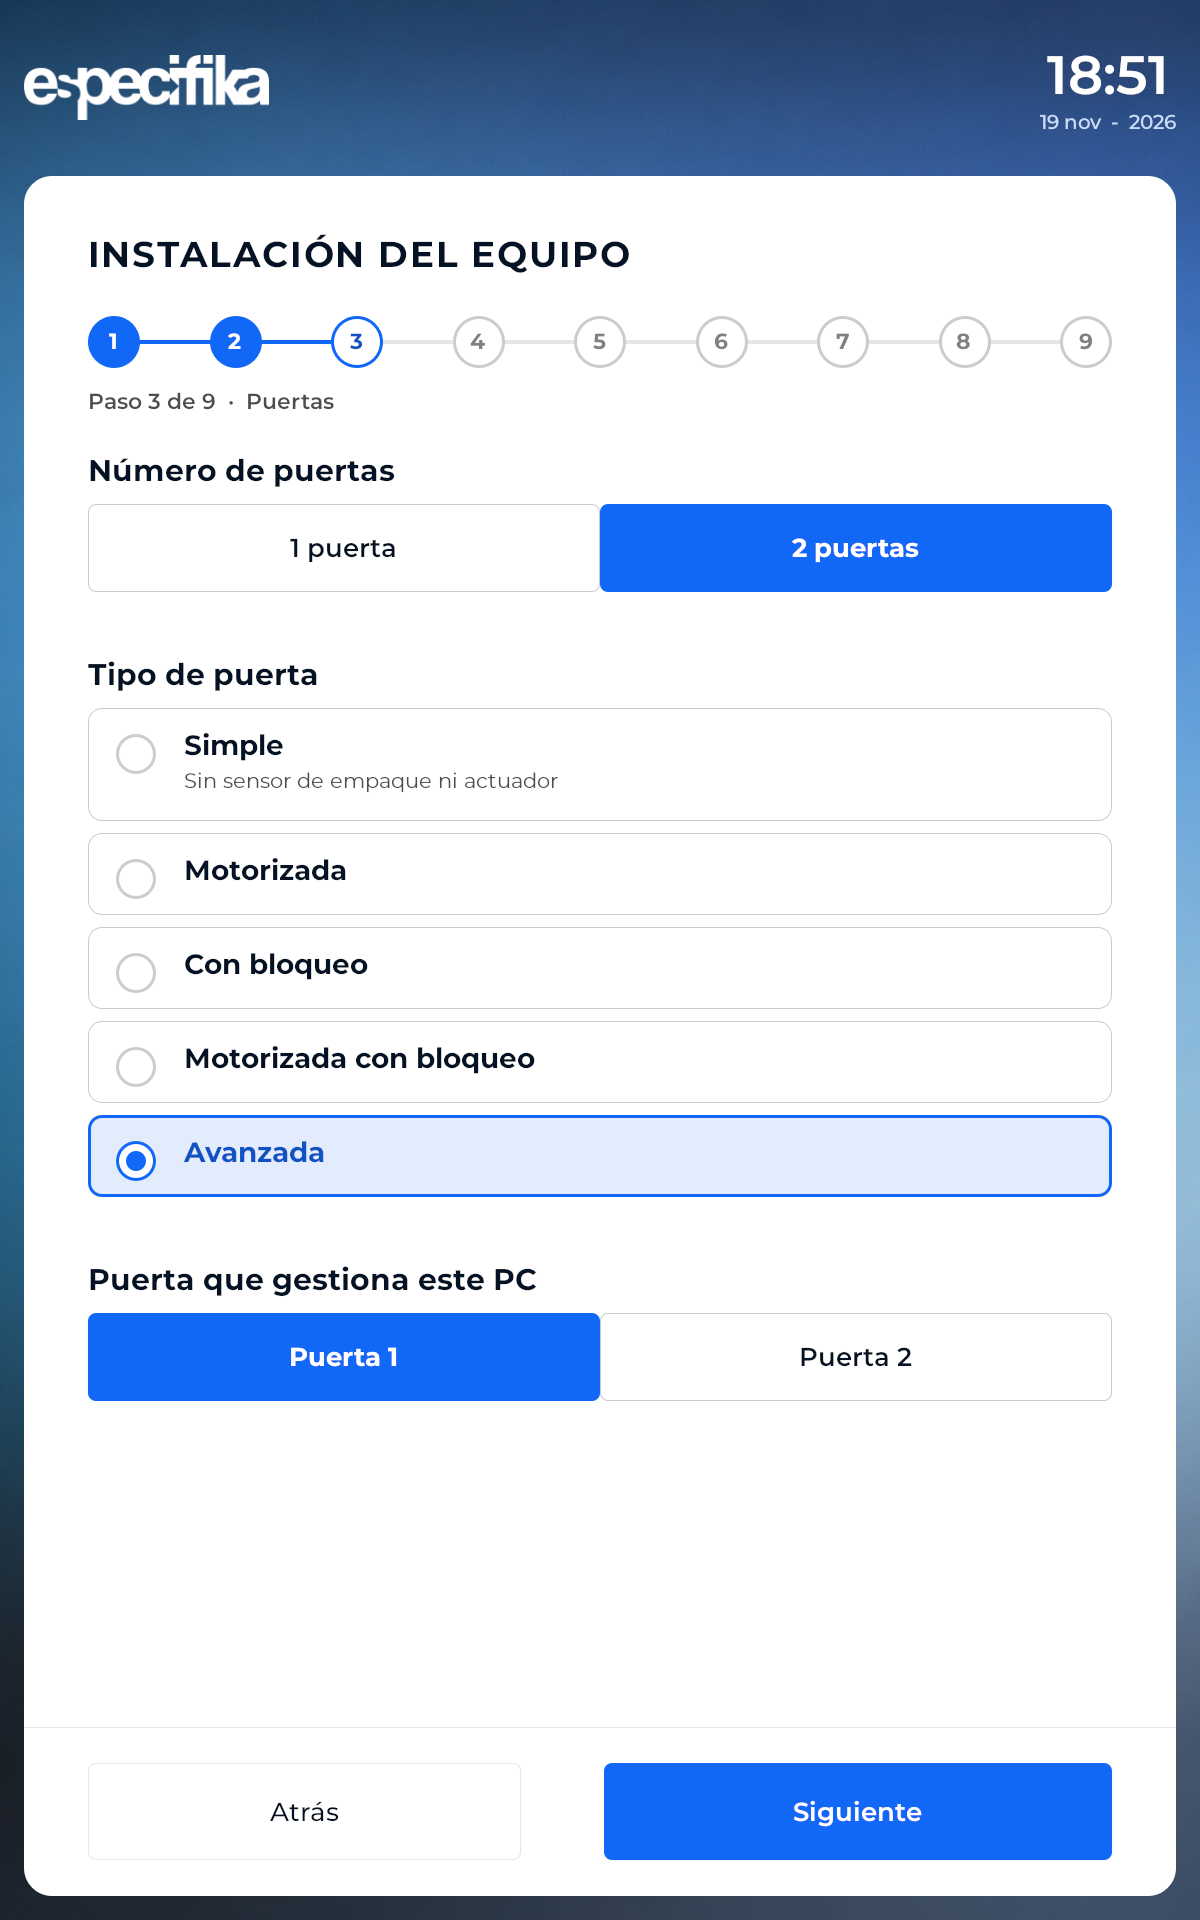 especifika
18:51
19 nov - 2026
INSTALACIÓN DEL EQUIPO
1 2 3 4 5 6 7 8 9
Paso 3 de 9 · Puertas
Número de puertas
1 puerta 2 puertas
Tipo de puerta
Simple
Sin sensor de empaque ni actuador
Motorizada
Con bloqueo
Motorizada con bloqueo
Avanzada
Puerta que gestiona este PC
Puerta 1 Puerta 2
Atrás Siguiente